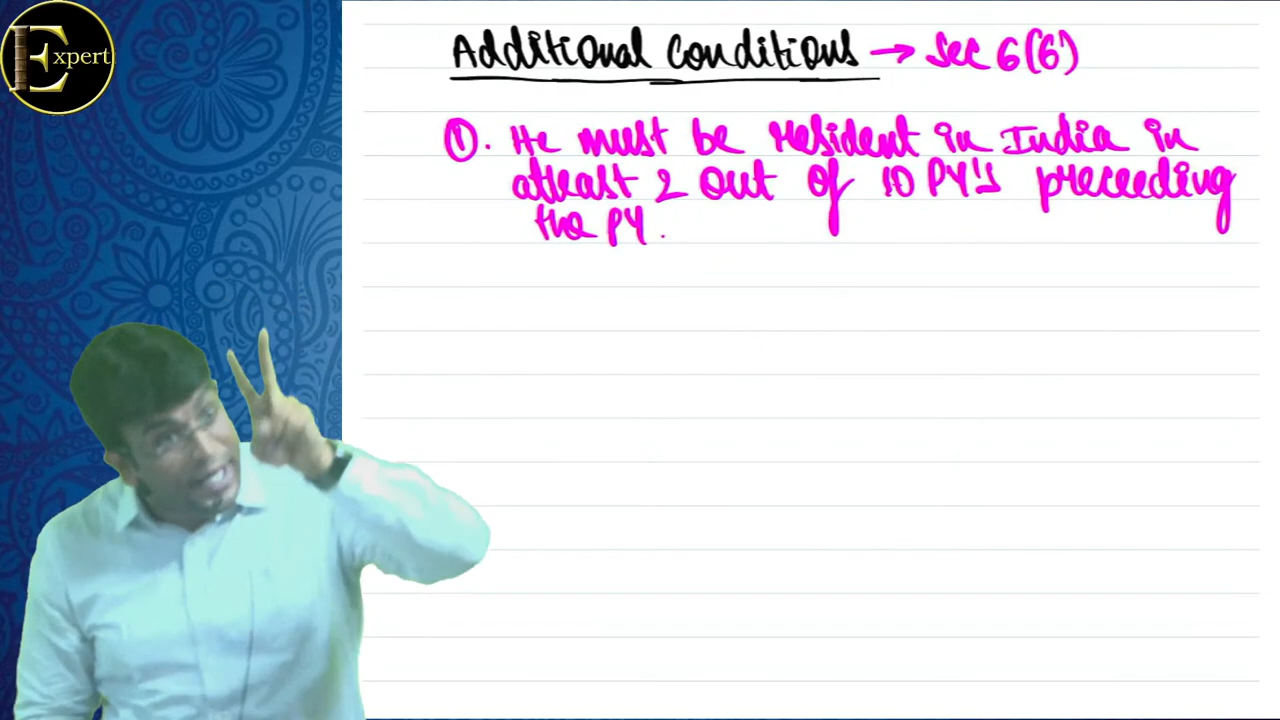 Expert
Additional Conditions → Sec 6(6)
①. He must be resident in India in
atleast 2 out of 10 PY's preceeding
the PY.